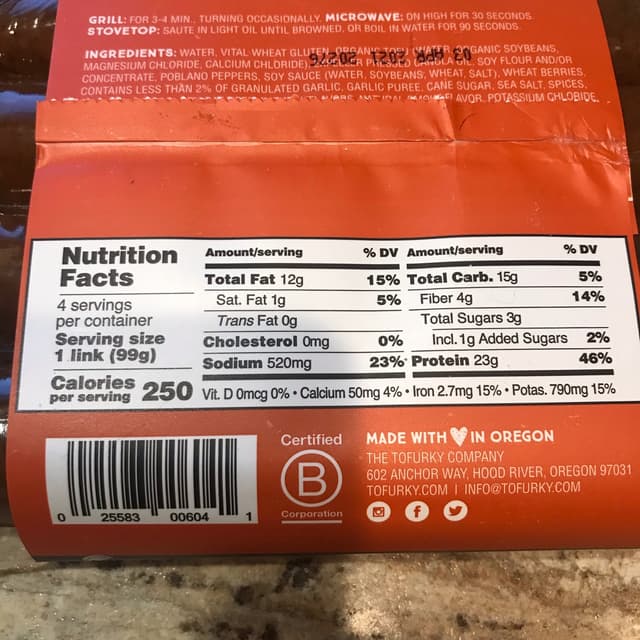 GRILL: FOR 3-4 MIN., TURNING OCCASIONALLY. MICROWAVE: ON HIGH FOR 30 SECONDS.
STOVETOP: SAUTE IN LIGHT OIL UNTIL BROWNED, OR BOIL IN WATER FOR 90 SECONDS.
INGREDIENTS: WATER, VITAL WHEAT GLUTEN, ORGANIC SOYBEANS,
MAGNESIUM CHLORIDE, CALCIUM CHLORIDE) SOY FLOUR AND/OR
03 APR 2021 20276
CONCENTRATE, POBLANO PEPPERS, SOY SAUCE (WATER, SOYBEANS, WHEAT, SALT), WHEAT BERRIES,
CONTAINS LESS THAN 2% OF GRANULATED GARLIC, GARLIC PUREE, CANE SUGAR, SEA SALT, SPICES,
FLAVOR, POTASSIUM CHLORIDE
Nutrition
Facts
4 servings
per container
Serving size
1 link (99g)
Calories
per serving 250
Amount/serving % DV
Total Fat 12g 15%
Sat. Fat 1g 5%
Trans Fat 0g
Cholesterol 0mg 0%
Sodium 520mg 23%
Amount/serving % DV
Total Carb. 15g 5%
Fiber 4g 14%
Total Sugars 3g
Incl. 1g Added Sugars 2%
Protein 23g 46%
Vit. D 0mcg 0% • Calcium 50mg 4% • Iron 2.7mg 15% • Potas. 790mg 15%
0 25583 00604 1
Certified
B
Corporation
MADE WITH IN OREGON
THE TOFURKY COMPANY
602 ANCHOR WAY, HOOD RIVER, OREGON 97031
TOFURKY.COM | INFO@TOFURKY.COM